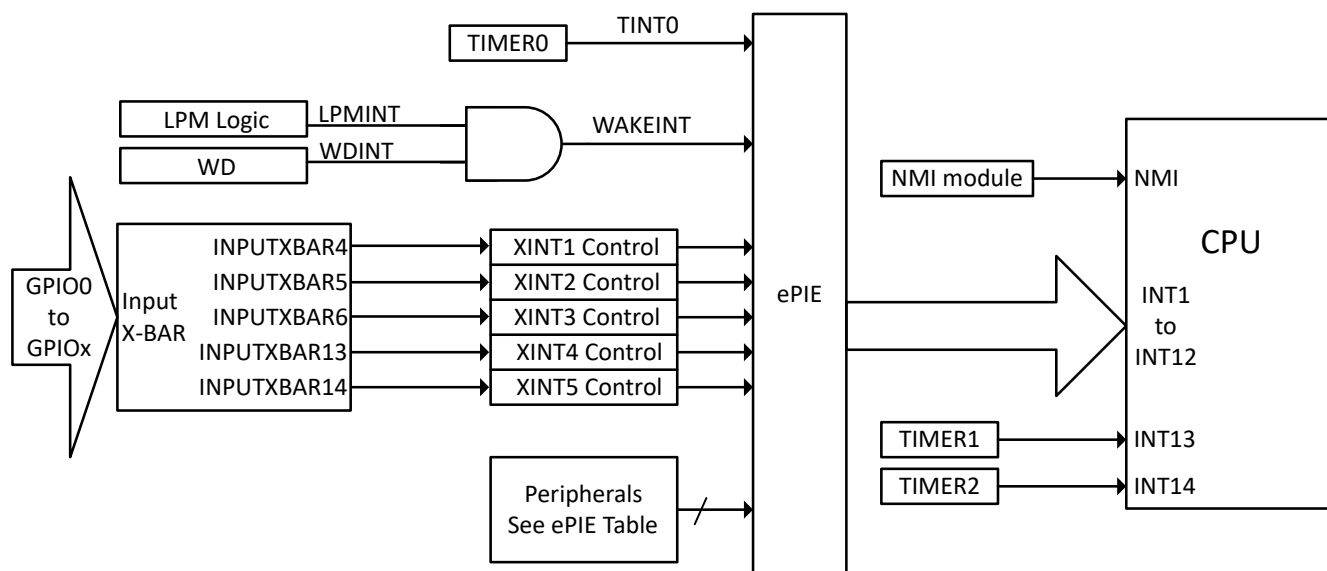 TIMER0
TINT0
LPM Logic
LPMINT
WD
WDINT
WAKEINT
GPIO0
to
GPIOx
Input
X-BAR
INPUTXBAR4
INPUTXBAR5
INPUTXBAR6
INPUTXBAR13
INPUTXBAR14
XINT1 Control
XINT2 Control
XINT3 Control
XINT4 Control
XINT5 Control
Peripherals
See ePIE Table
ePIE
NMI module
NMI
CPU
INT1
to
INT12
TIMER1
INT13
TIMER2
INT14